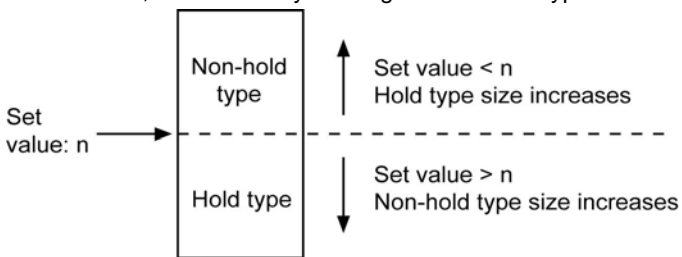 Non-hold
type
Set value < n
Hold type size increases
Set
value: n
Set value > n
Hold type
Non-hold type size increases